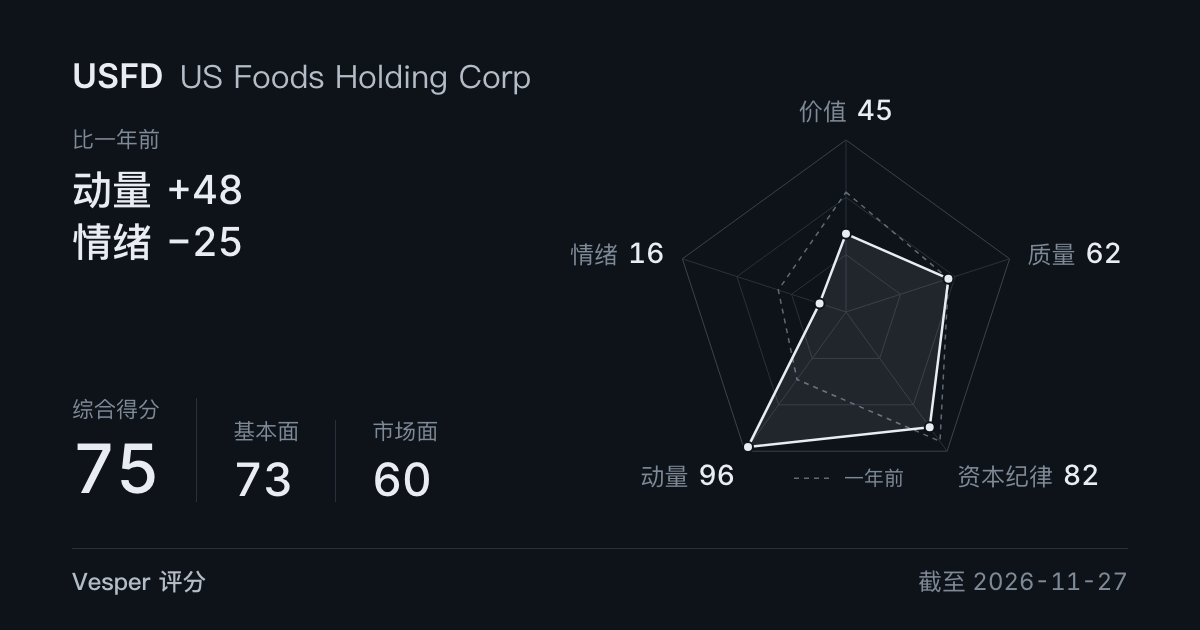 USFD US Foods Holding Corp
比一年前
动量 +48
情绪 −25
综合得分
75
基本面
73
市场面
60
价值 45
质量 62
资本纪律 82
动量 96
情绪 16
一年前
Vesper 评分
截至 2026-11-27